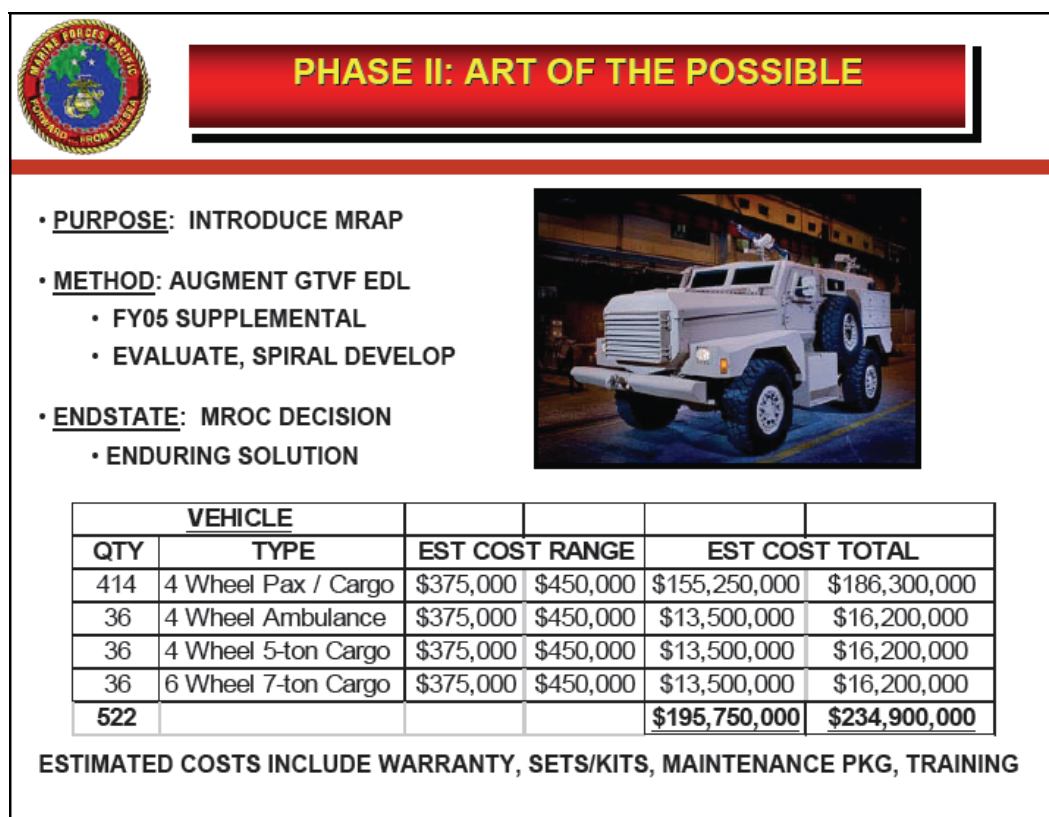 MARINE FORCES PACIFIC
FORWARD ... FROM THE SEA
PHASE II: ART OF THE POSSIBLE
• PURPOSE: INTRODUCE MRAP
• METHOD: AUGMENT GTVF EDL
• FY05 SUPPLEMENTAL
• EVALUATE, SPIRAL DEVELOP
• ENDSTATE: MROC DECISION
• ENDURING SOLUTION
VEHICLE
QTY TYPE EST COST RANGE EST COST TOTAL
414 4 Wheel Pax / Cargo $375,000 $450,000 $155,250,000 $186,300,000
36 4 Wheel Ambulance $375,000 $450,000 $13,500,000 $16,200,000
36 4 Wheel 5-ton Cargo $375,000 $450,000 $13,500,000 $16,200,000
36 6 Wheel 7-ton Cargo $375,000 $450,000 $13,500,000 $16,200,000
522 $195,750,000 $234,900,000
ESTIMATED COSTS INCLUDE WARRANTY, SETS/KITS, MAINTENANCE PKG, TRAINING